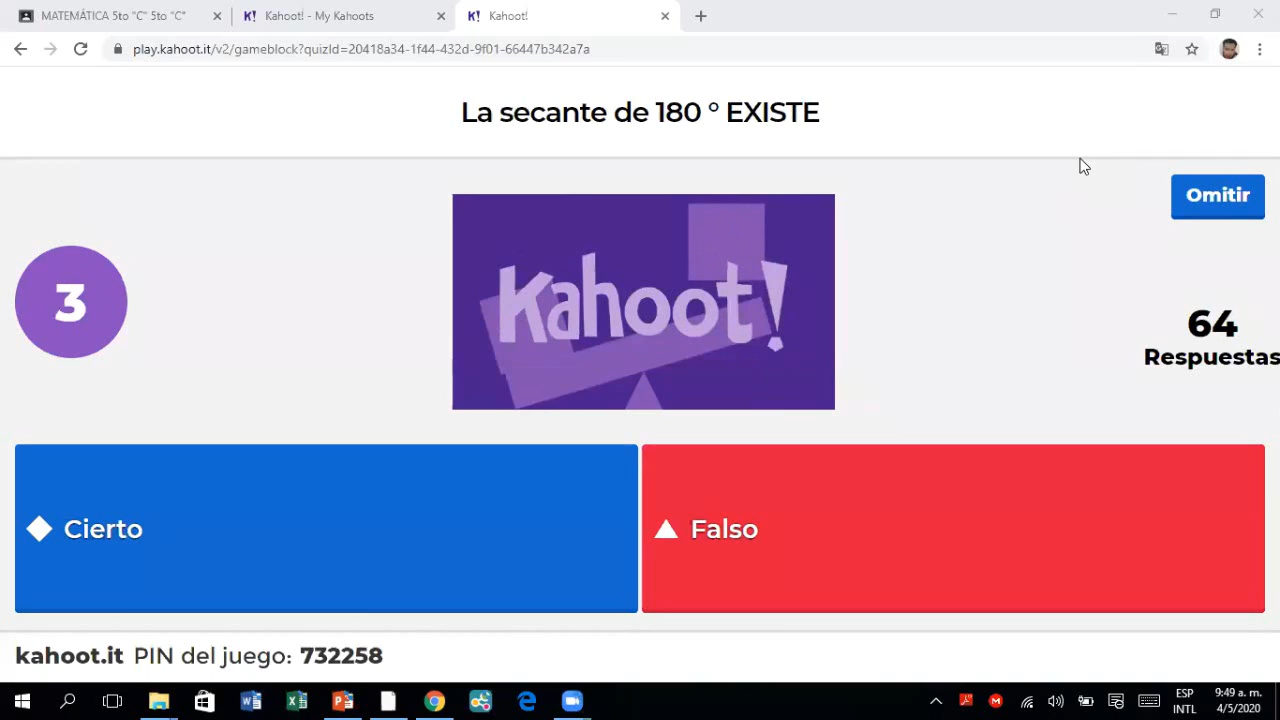 MATEMÁTICA 5to "C" 5to "C"
Kahoot! - My Kahoots
Kahoot!
play.kahoot.it/v2/gameblock?quizId=20418a34-1f44-432d-9f01-66447b342a7a
La secante de 180 ° EXISTE
Omitir
3
Kahoot!
64
Respuestas
Cierto
Falso
kahoot.it PIN del juego: 732258
ESP
INTL
9:49 a. m.
4/5/2020